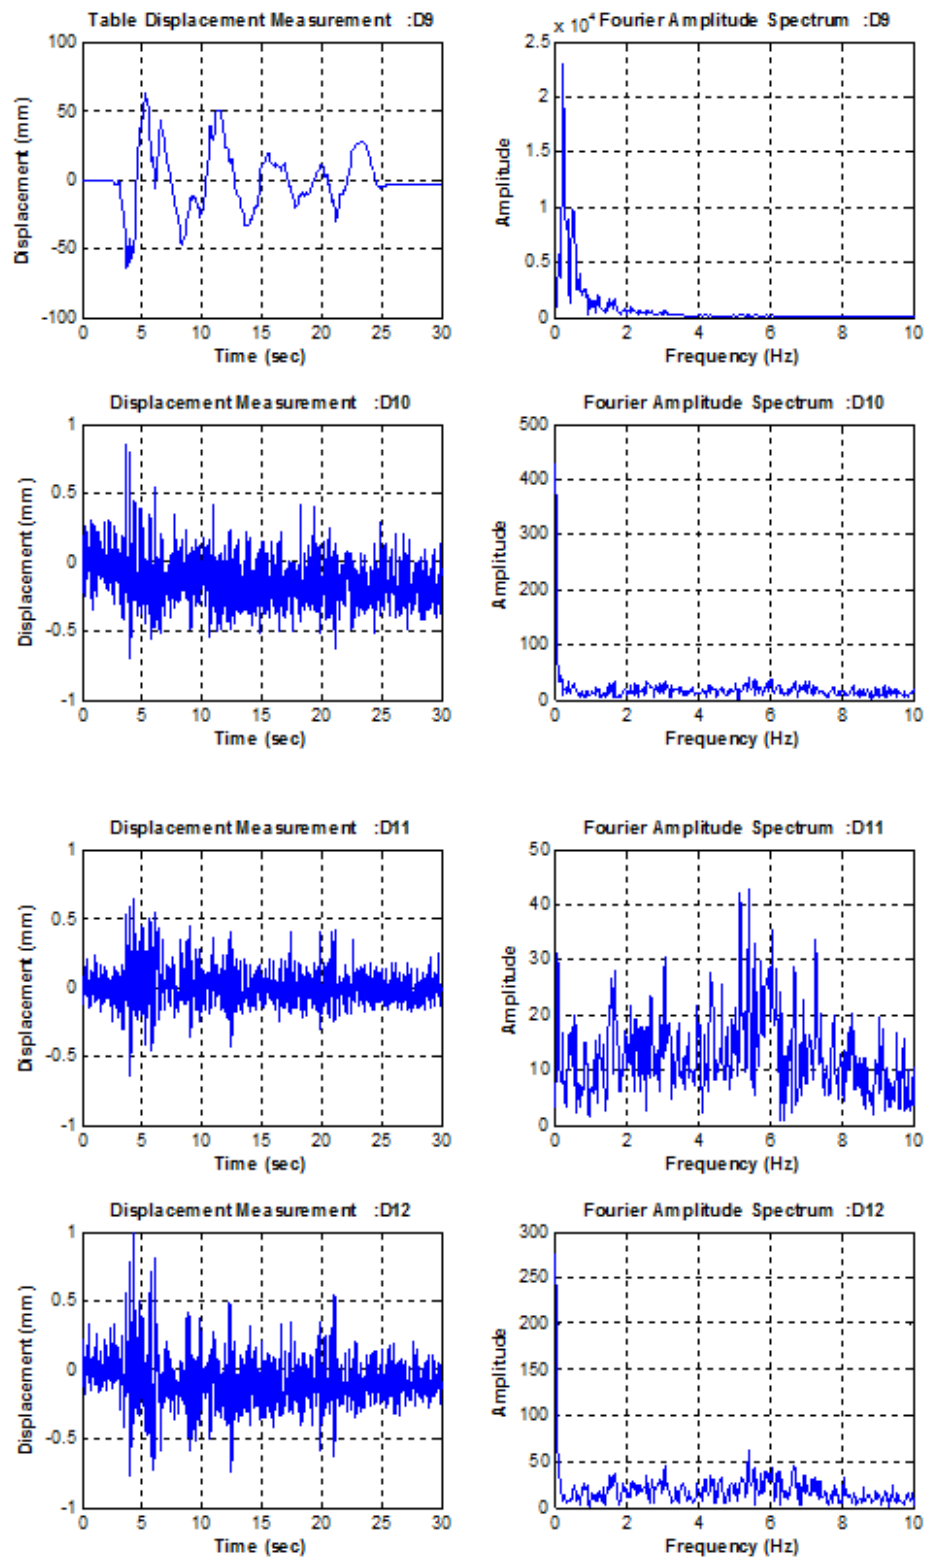 Table Displacement Measurement :D9
100
50
0
-50
-100
Displacement (mm)
0 5 10 15 20 25 30
Time (sec)
x 10^4 Fourier Amplitude Spectrum :D9
2.5
2
1.5
1
0.5
0
Amplitude
0 2 4 6 8 10
Frequency (Hz)
Displacement Measurement :D10
1
0.5
0
-0.5
-1
Displacement (mm)
0 5 10 15 20 25 30
Time (sec)
Fourier Amplitude Spectrum :D10
500
400
300
200
100
0
Amplitude
0 2 4 6 8 10
Frequency (Hz)
Displacement Measurement :D11
1
0.5
0
-0.5
-1
Displacement (mm)
0 5 10 15 20 25 30
Time (sec)
Fourier Amplitude Spectrum :D11
50
40
30
20
10
0
Amplitude
0 2 4 6 8 10
Frequency (Hz)
Displacement Measurement :D12
1
0.5
0
-0.5
-1
Displacement (mm)
0 5 10 15 20 25 30
Time (sec)
Fourier Amplitude Spectrum :D12
300
250
200
150
100
50
0
Amplitude
0 2 4 6 8 10
Frequency (Hz)